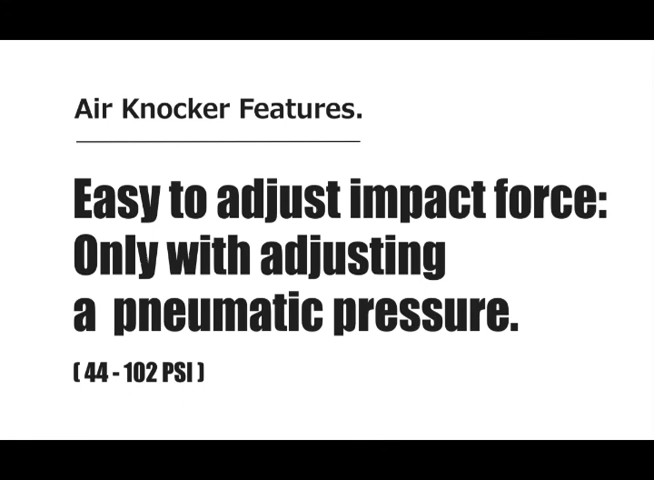 Air Knocker Features.
Easy to adjust impact force:
Only with adjusting
a pneumatic pressure.
( 44 - 102 PSI )